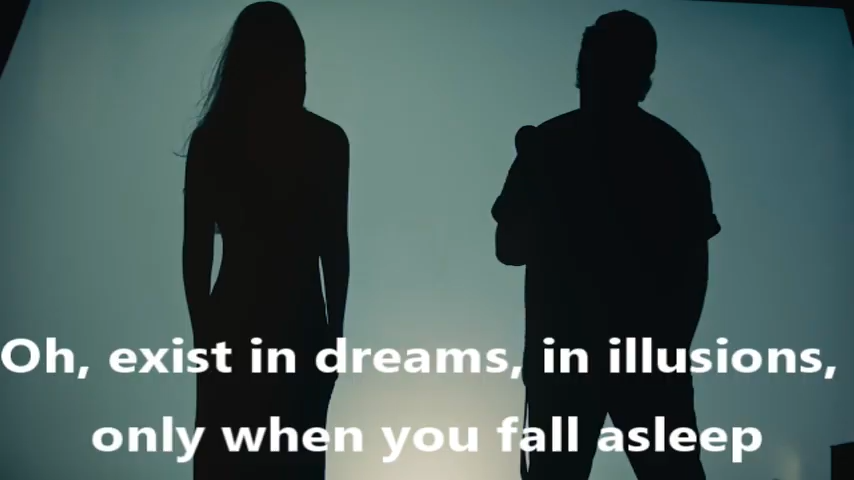 Oh, exist in dreams, in illusions,
only when you fall asleep